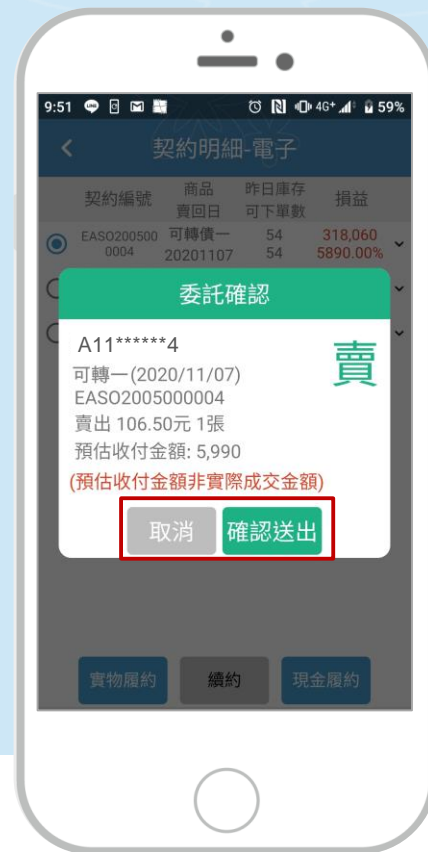 9:51 4G+ 59%
契約明細-電子
契約編號 商品 昨日庫存 損益
賣回日 可下單數
EASO200500 可轉債一 54 318,060
0004 20201107 54 5890.00%
委託確認
A11******4
賣
可轉一(2020/11/07)
EASO2005000004
賣出 106.50元 1張
預估收付金額: 5,990
(預估收付金額非實際成交金額)
取消 確認送出
實物履約 續約 現金履約